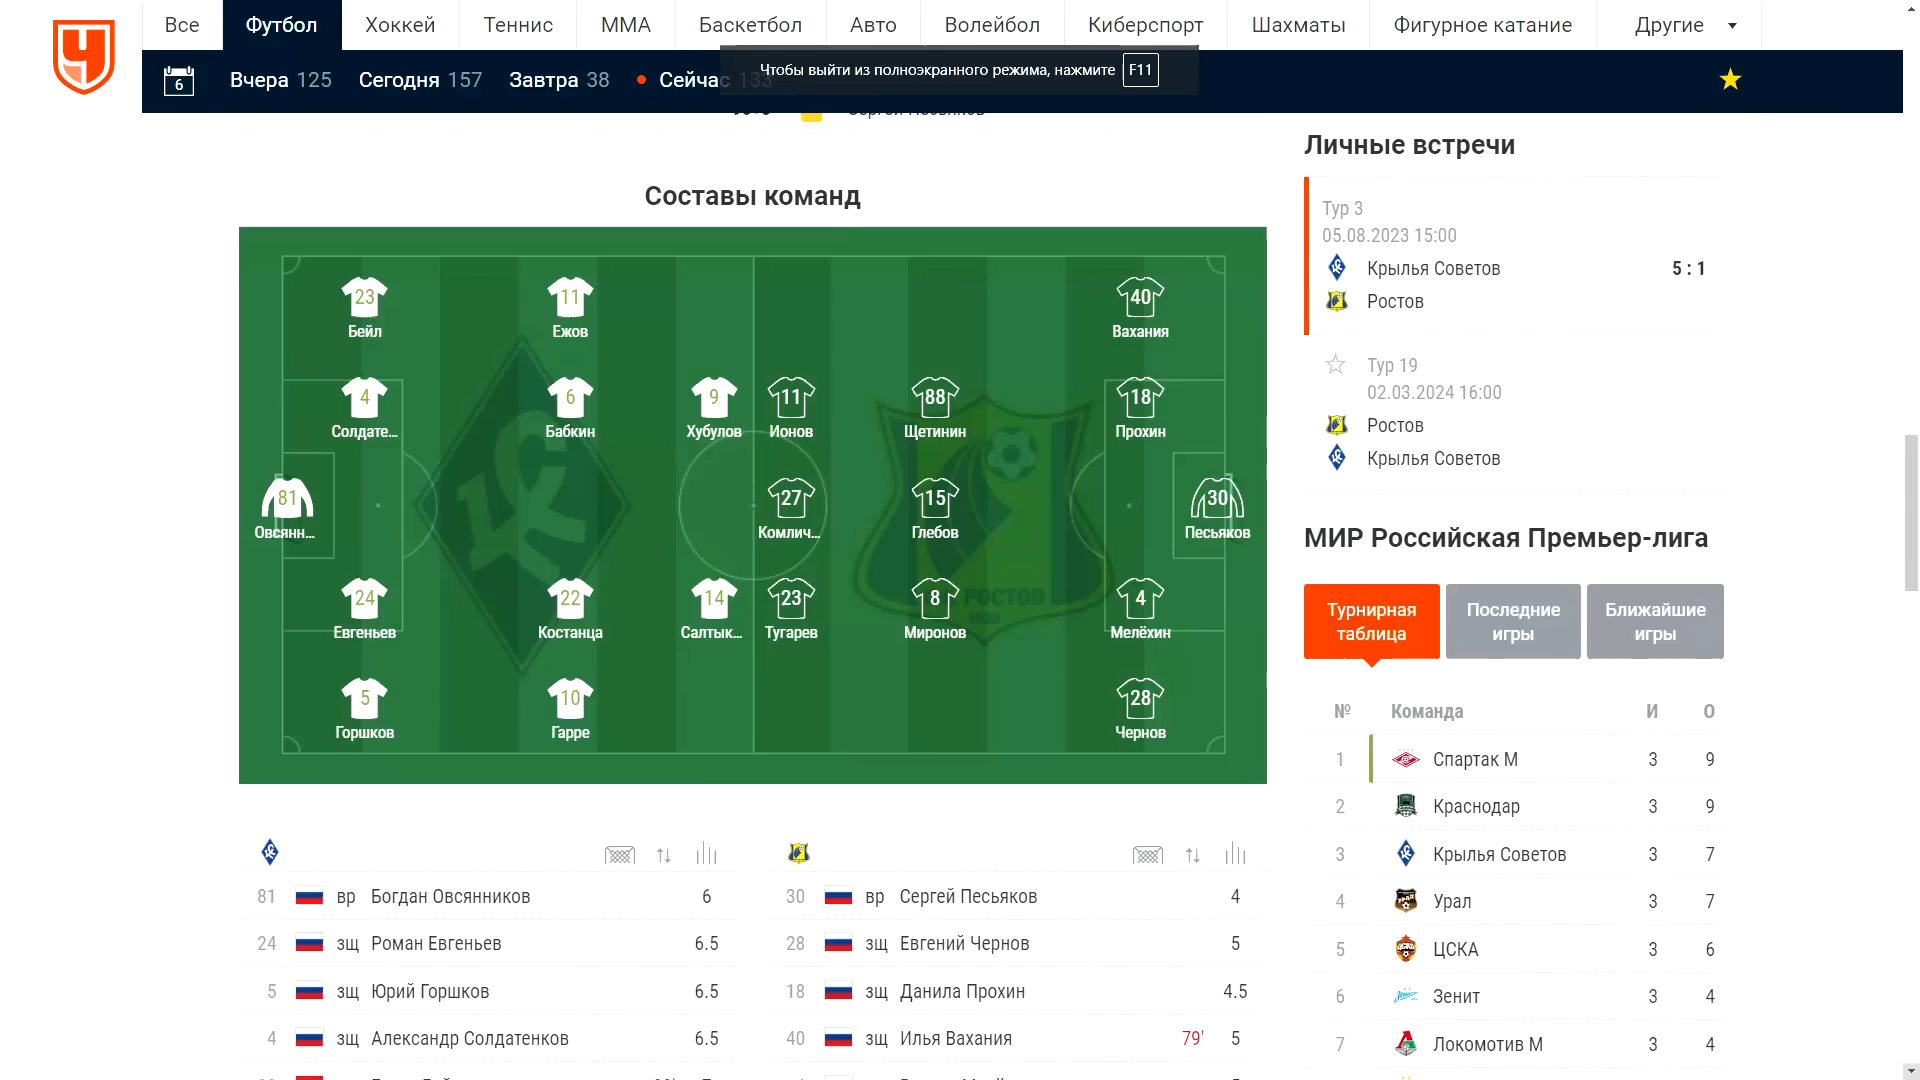 Все Футбол Хоккей Теннис ММА Баскетбол Авто Волейбол Киберспорт Шахматы Фигурное катание Другие
6 Вчера 125 Сегодня 157 Завтра 38 Сейчас 133
Чтобы выйти из полноэкранного режима, нажмите F11
Составы команд
23 Бейл
11 Ежов
40 Вахания
4 Солдате...
6 Бабкин
9 Хубулов
11 Ионов
88 Щетинин
18 Прохин
81 Овсянн...
27 Комлич...
15 Глебов
30 Песьяков
24 Евгеньев
22 Костанца
14 Салтык...
23 Тугарев
8 Миронов
4 Мелёхин
5 Горшков
10 Гарре
28 Чернов
РОСТОВ
81 вр Богдан Овсянников 6
24 зщ Роман Евгеньев 6.5
5 зщ Юрий Горшков 6.5
4 зщ Александр Солдатенков 6.5
30 вр Сергей Песьяков 4
28 зщ Евгений Чернов 5
18 зщ Данила Прохин 4.5
40 зщ Илья Вахания 79' 5
Личные встречи
Тур 3
05.08.2023 15:00
Крылья Советов 5 : 1
Ростов
Тур 19
02.03.2024 16:00
Ростов
Крылья Советов
МИР Российская Премьер-лига
Турнирная таблица
Последние игры
Ближайшие игры
№ Команда И О
1 Спартак М 3 9
2 Краснодар 3 9
3 Крылья Советов 3 7
4 Урал 3 7
5 ЦСКА 3 6
6 Зенит 3 4
7 Локомотив М 3 4